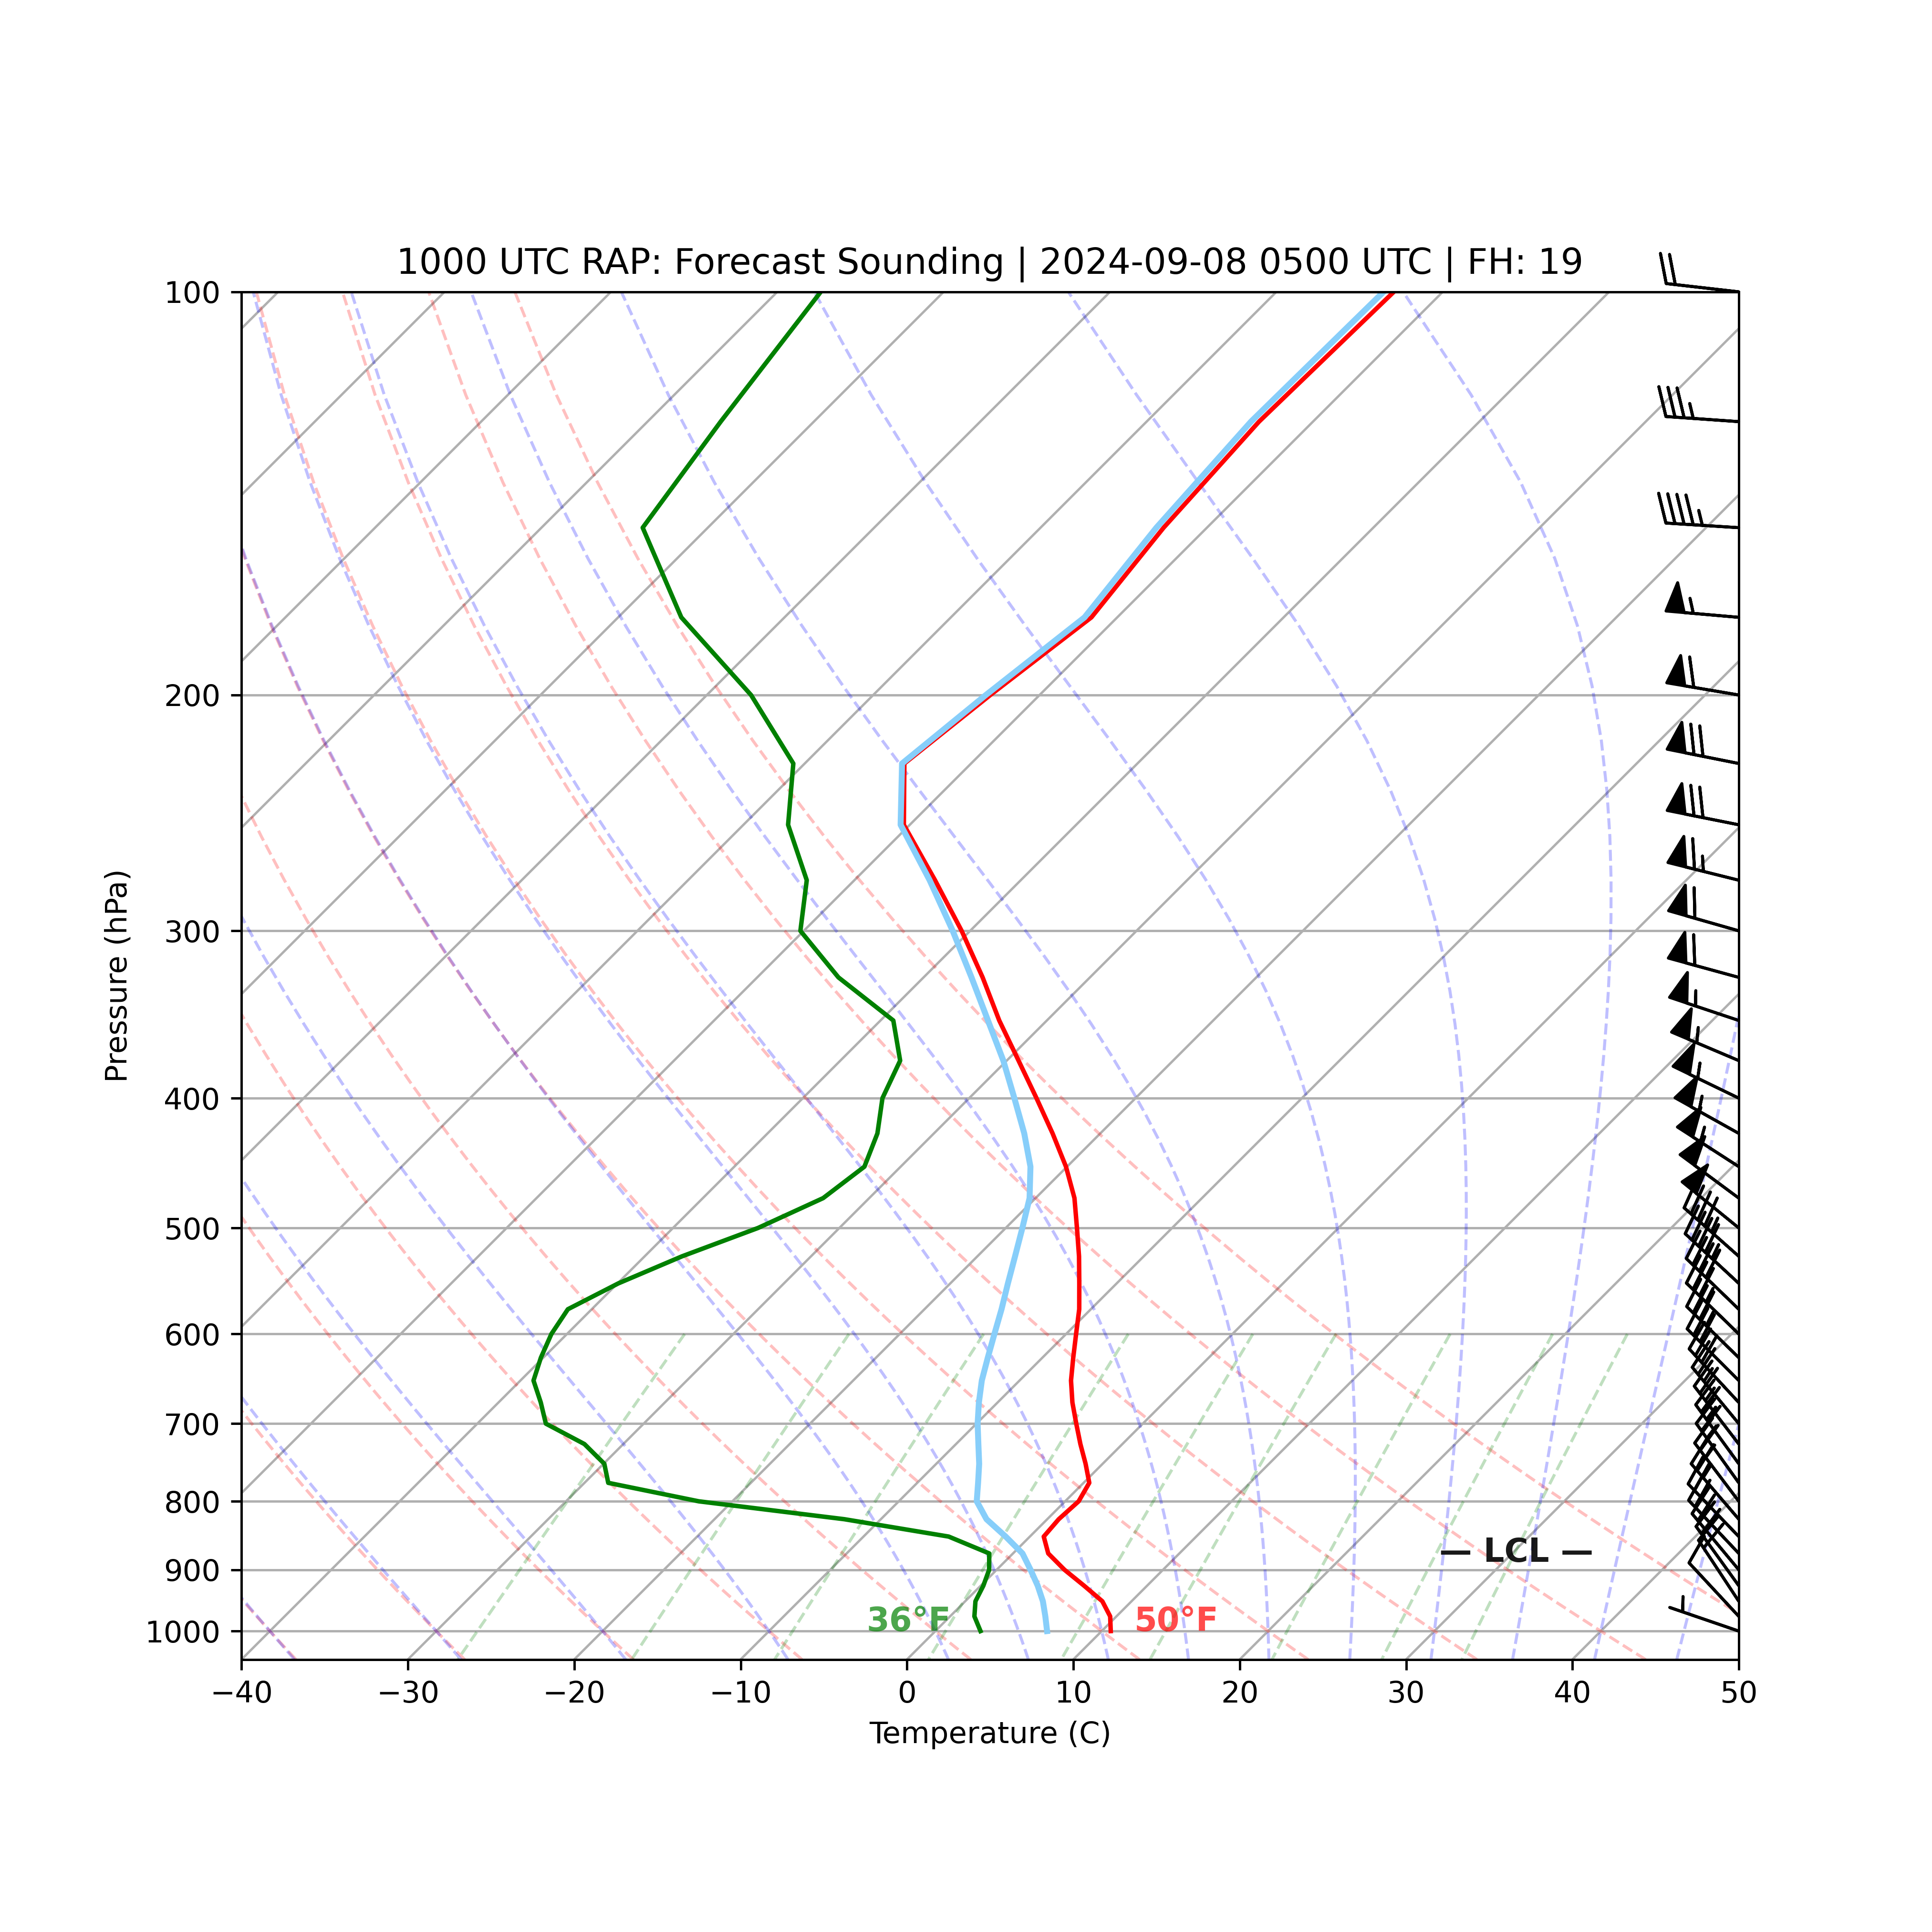 1000 UTC RAP: Forecast Sounding | 2024-09-08 0500 UTC | FH: 19
100
200
300
400
500
600
700
800
900
1000
Pressure (hPa)
— LCL —
36°F
50°F
−40 −30 −20 −10 0 10 20 30 40 50
Temperature (C)